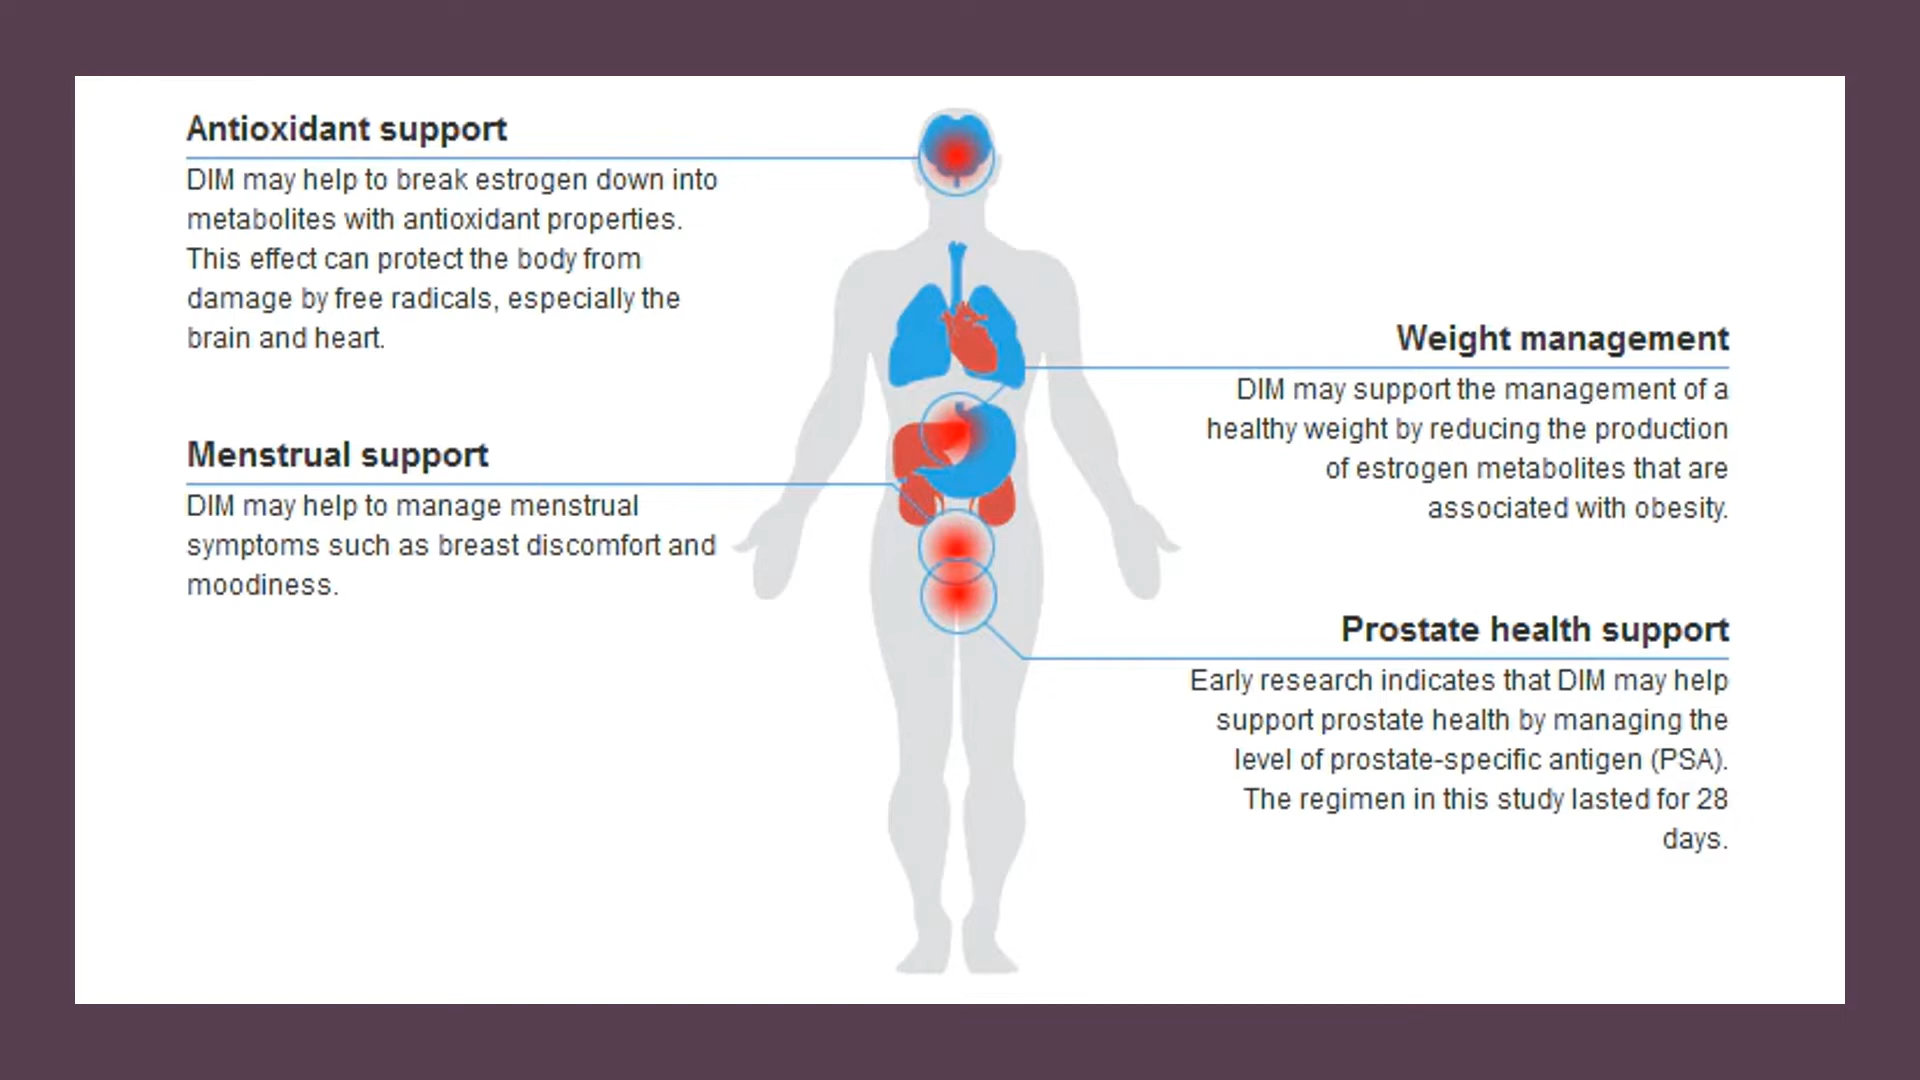 Antioxidant support
DIM may help to break estrogen down into
metabolites with antioxidant properties.
This effect can protect the body from
damage by free radicals, especially the
brain and heart.
Menstrual support
DIM may help to manage menstrual
symptoms such as breast discomfort and
moodiness.
Weight management
DIM may support the management of a
healthy weight by reducing the production
of estrogen metabolites that are
associated with obesity.
Prostate health support
Early research indicates that DIM may help
support prostate health by managing the
level of prostate-specific antigen (PSA).
The regimen in this study lasted for 28
days.